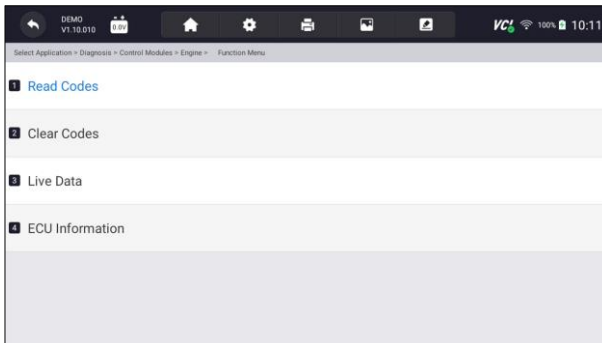 DEMO
V1.10.010
0.0V
VCI 100% 10:11
Select Application > Diagnosis > Control Modules > Engine > Function Menu
1 Read Codes
2 Clear Codes
3 Live Data
4 ECU Information